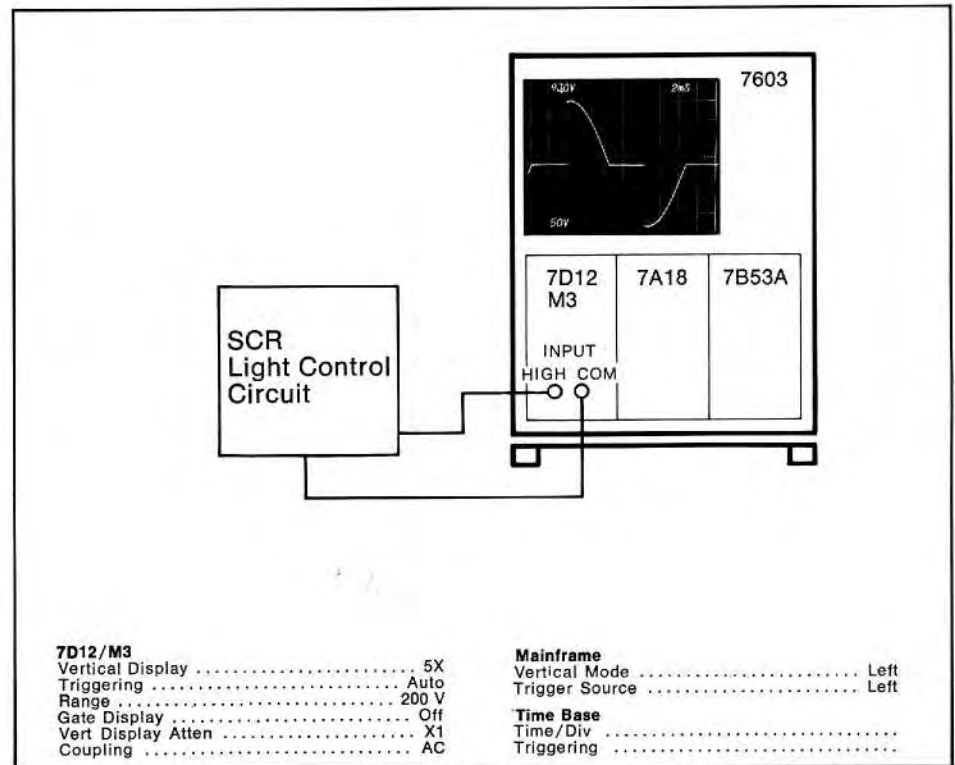 7603
93.0V 2mS
50V
7D12 M3
7A18
7B53A
INPUT
HIGH COM
SCR
Light Control
Circuit
7D12/M3
Vertical Display .......................... 5X
Triggering ............................ Auto
Range ............................... 200 V
Gate Display .......................... Off
Vert Display Atten ..................... X1
Coupling .............................. AC
Mainframe
Vertical Mode ......................... Left
Trigger Source ........................ Left
Time Base
Time/Div ..............................
Triggering ............................